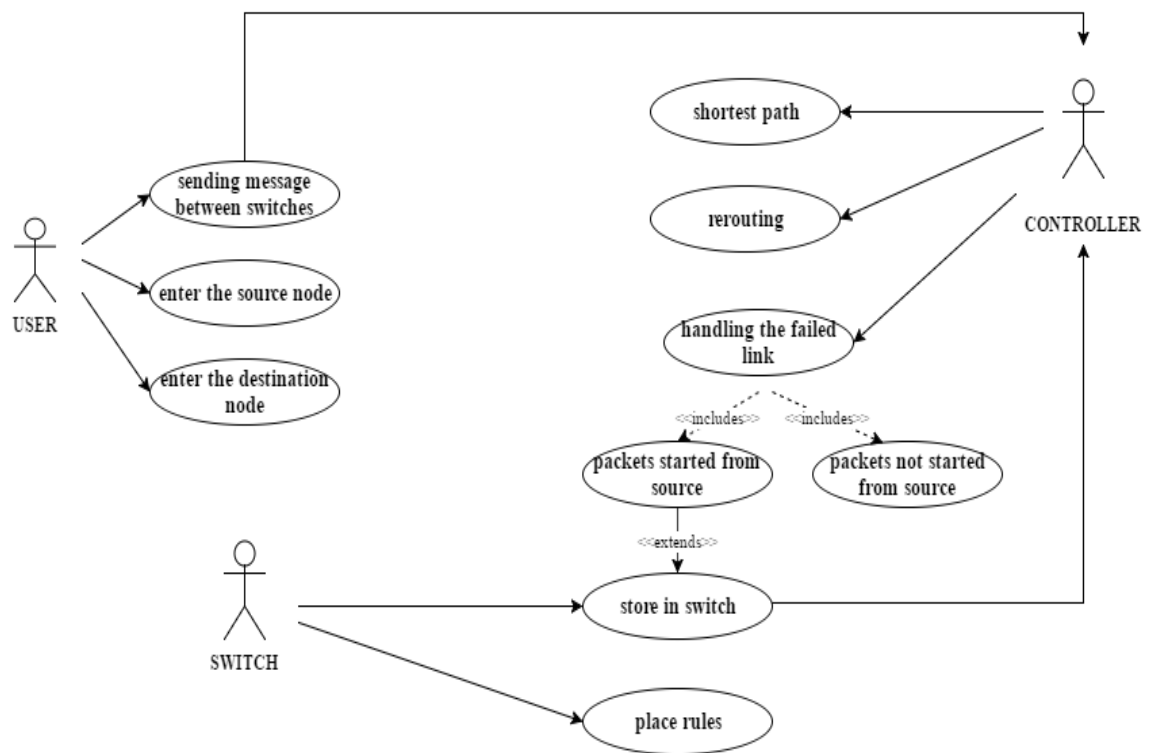 shortest path
sending message
between switches
rerouting
CONTROLLER
enter the source node
USER
handling the failed
link
enter the destination
node
<<includes>>
<<includes>>
packets started from
source
packets not started
from source
<<extends>>
store in switch
SWITCH
place rules